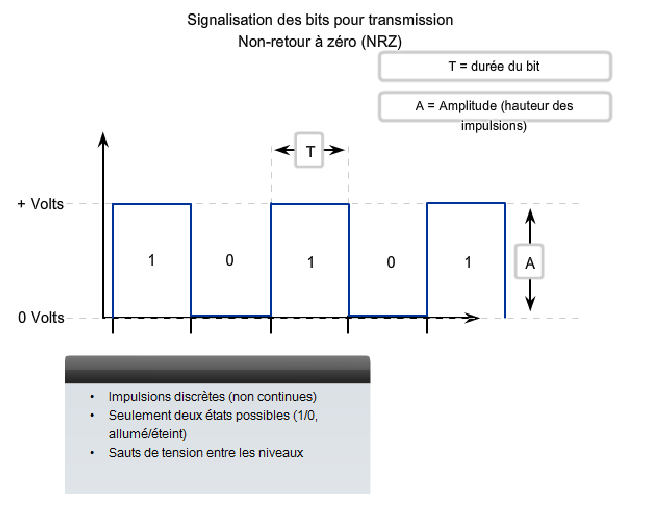 Signalisation des bits pour transmission
Non-retour à zéro (NRZ)
T = durée du bit
A = Amplitude (hauteur des
impulsions)
T
+ Volts
1 0 1 0 1
A
0 Volts
• Impulsions discrètes (non continues)
• Seulement deux états possibles (1/0,
allumé/éteint)
• Sauts de tension entre les niveaux